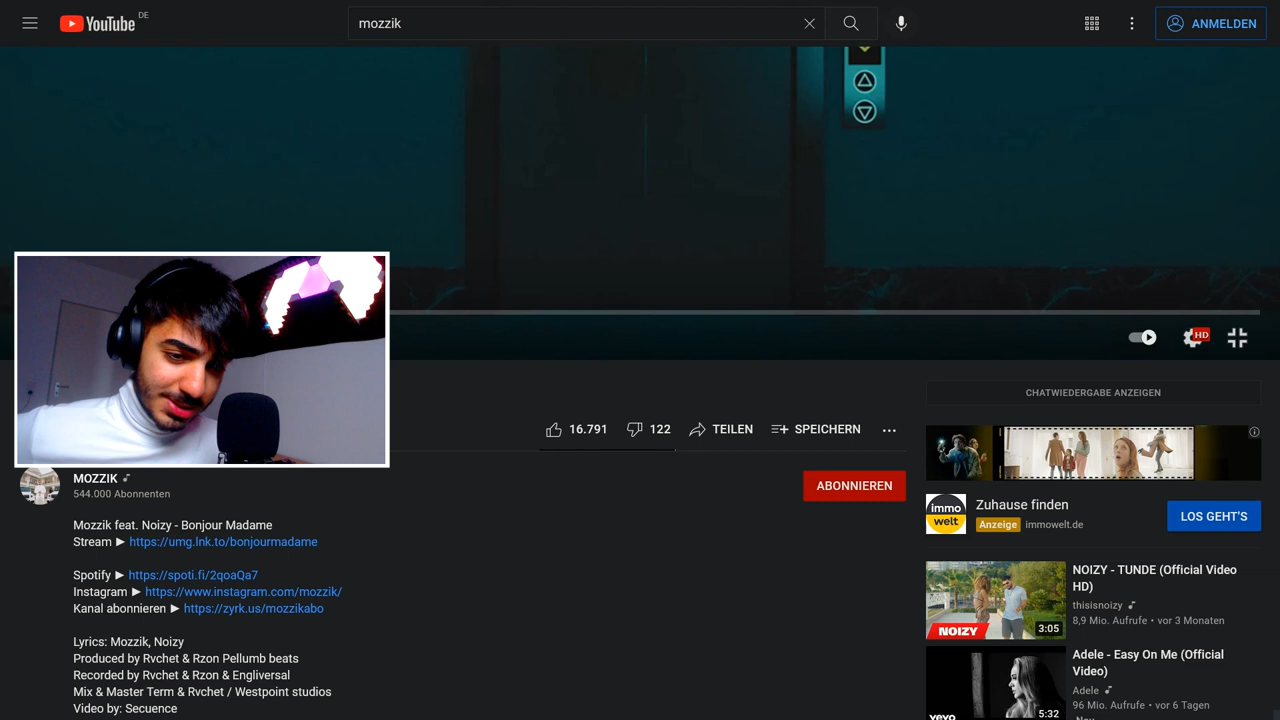 YouTube DE
mozzik
ANMELDEN
HD
CHATWIEDERGABE ANZEIGEN
16.791
122
TEILEN
SPEICHERN
MOZZIK
544.000 Abonnenten
ABONNIEREN
Mozzik feat. Noizy - Bonjour Madame
Stream ► https://umg.lnk.to/bonjourmadame
Spotify ► https://spoti.fi/2qoaQa7
Instagram ► https://www.instagram.com/mozzik/
Kanal abonnieren ► https://zyrk.us/mozzikabo
Lyrics: Mozzik, Noizy
Produced by Rvchet & Rzon Pellumb beats
Recorded by Rvchet & Rzon & Engliversal
Mix & Master Term & Rvchet / Westpoint studios
Video by: Secuence
immo
welt
Zuhause finden
Anzeige immowelt.de
LOS GEHT'S
NOIZY
3:05
NOIZY - TUNDE (Official Video
HD)
thisisnoizy
8,9 Mio. Aufrufe • vor 3 Monaten
vevo
5:32
Adele - Easy On Me (Official
Video)
Adele
96 Mio. Aufrufe • vor 6 Tagen
Neu